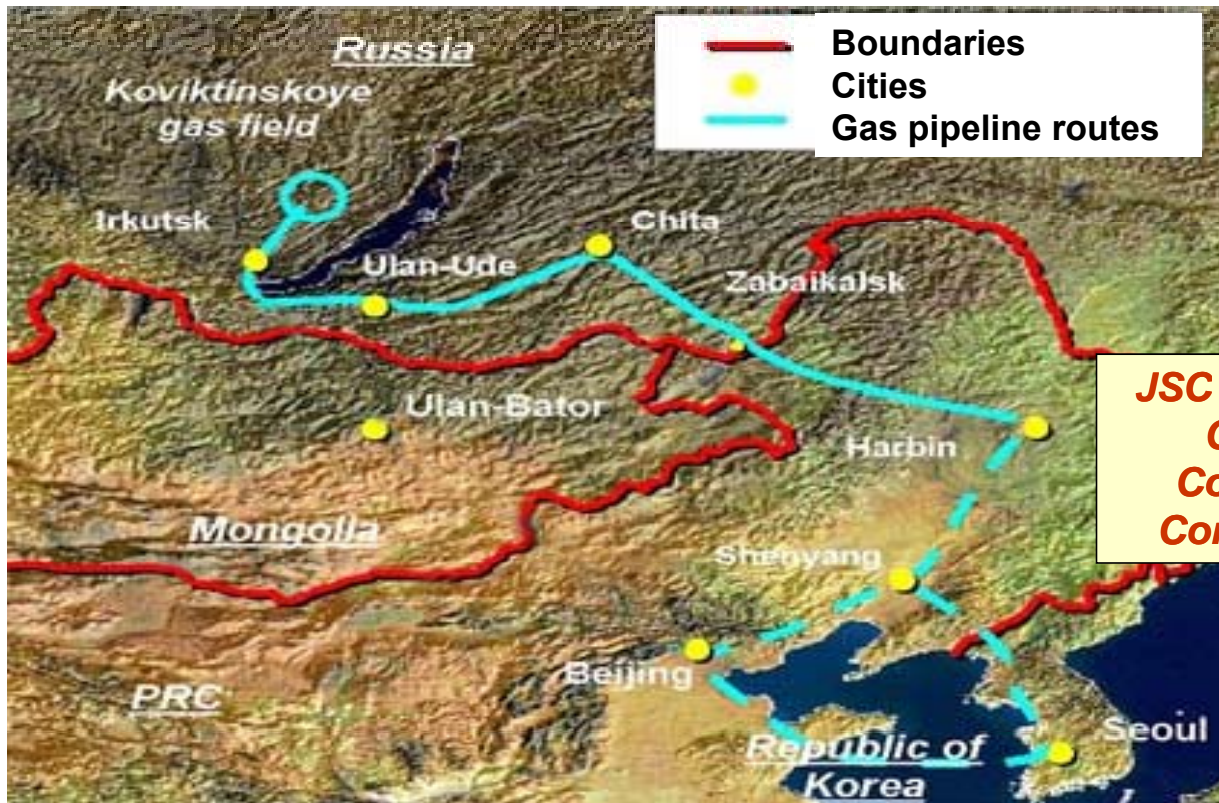 Russia
Koviktinskoye
gas field
Boundaries
Cities
Gas pipeline routes
Irkutsk
Ulan-Ude
Chita
Zabaikalsk
Ulan-Bator
Harbin
JSC
Mongolla
Shenyang
Beijing
PRC
Republic of
Korea
Seoul